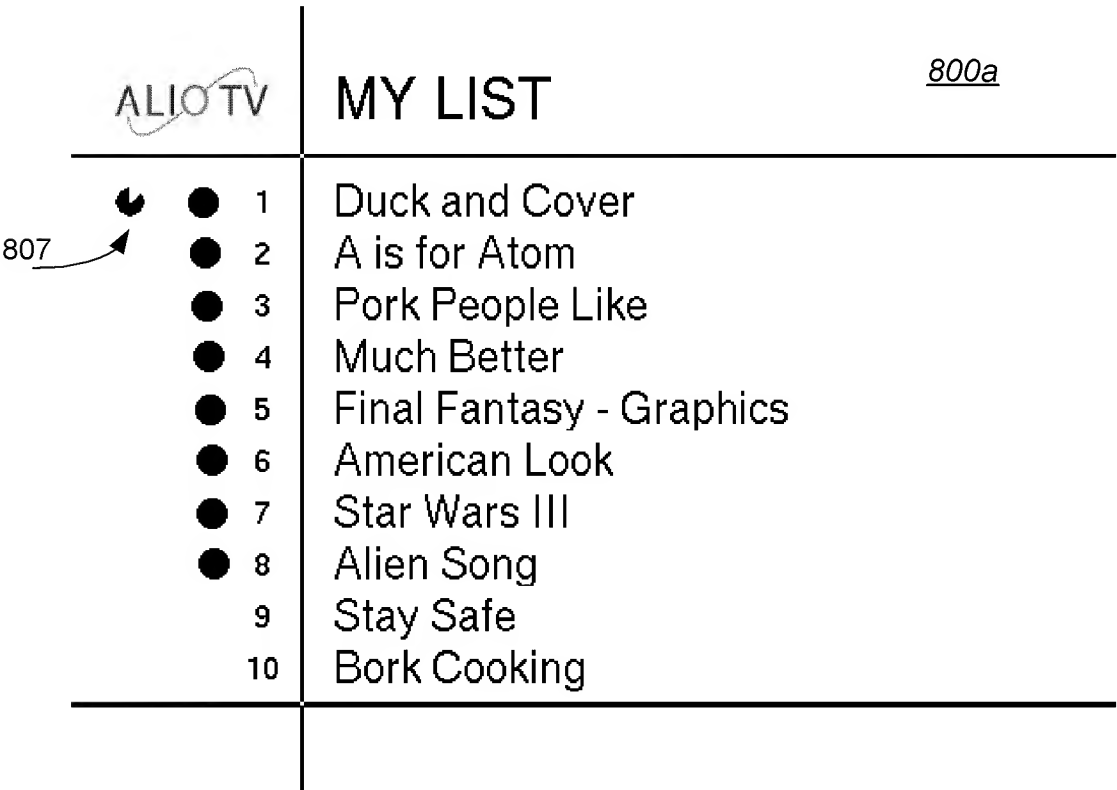 ALIO TV MY LIST 800a
1 Duck and Cover
807
2 A is for Atom
3 Pork People Like
4 Much Better
5 Final Fantasy - Graphics
6 American Look
7 Star Wars III
8 Alien Song
9 Stay Safe
10 Bork Cooking